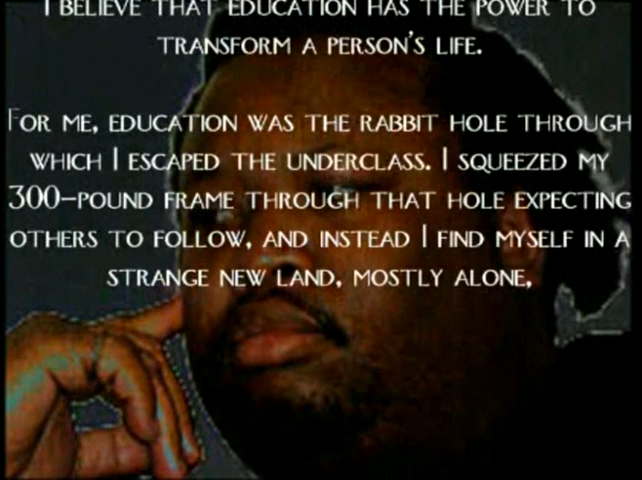 I BELIEVE THAT EDUCATION HAS THE POWER TO
TRANSFORM A PERSON'S LIFE.
FOR ME, EDUCATION WAS THE RABBIT HOLE THROUGH
WHICH I ESCAPED THE UNDERCLASS. I SQUEEZED MY
300-POUND FRAME THROUGH THAT HOLE EXPECTING
OTHERS TO FOLLOW, AND INSTEAD I FIND MYSELF IN A
STRANGE NEW LAND, MOSTLY ALONE,